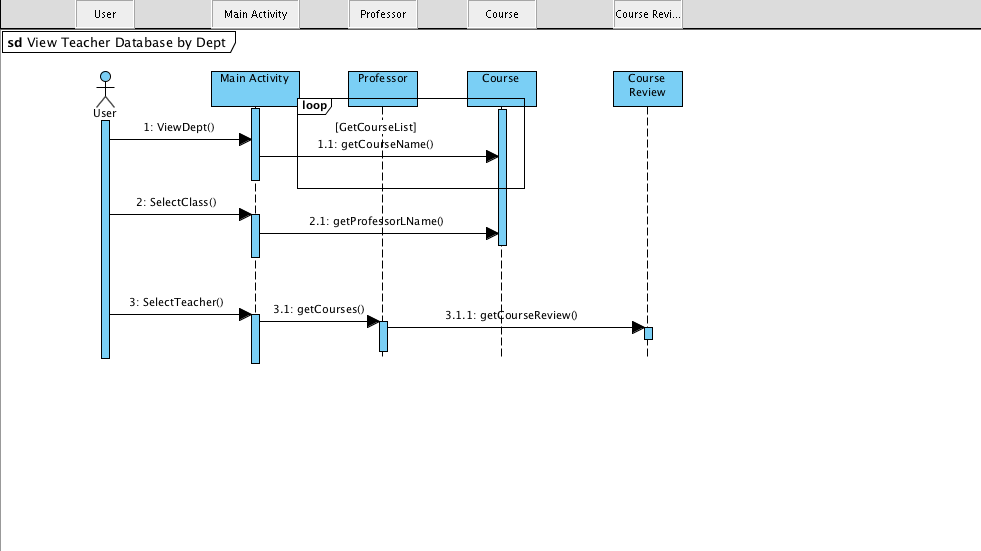 User Main Activity Professor Course Course Revi...
sd View Teacher Database by Dept
Main Activity Professor Course Course
Review
loop
User
1: ViewDept()
[GetCourseList]
1.1: getCourseName()
2: SelectClass()
2.1: getProfessorLName()
3: SelectTeacher()
3.1: getCourses()
3.1.1: getCourseReview()